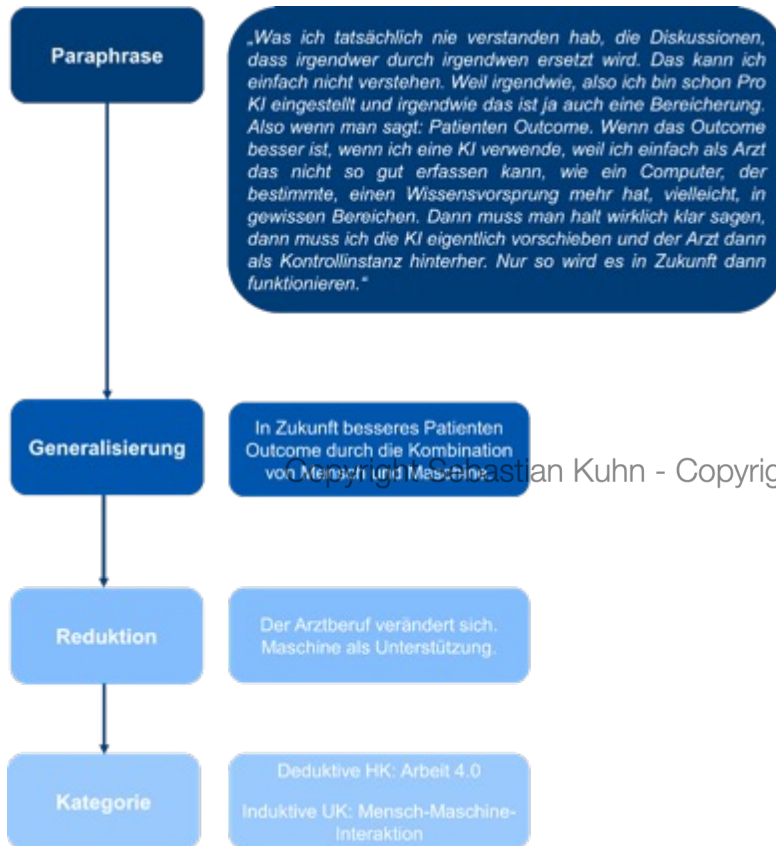 Paraphrase
„Was ich tatsächlich nie verstanden hab, die Diskussionen,
dass irgendwer durch irgendwen ersetzt wird. Das kann ich
einfach nicht verstehen. Weil irgendwie, also ich bin schon Pro
KI eingestellt und irgendwie das ist ja auch eine Bereicherung.
Also wenn man sagt: Patienten Outcome. Wenn das Outcome
besser ist, wenn ich eine KI verwende, weil ich einfach als Arzt
das nicht so gut erfassen kann, wie ein Computer, der
bestimmte, einen Wissensvorsprung mehr hat, vielleicht, in
gewissen Bereichen. Dann muss man halt wirklich klar sagen,
dann muss ich die KI eigentlich vorschieben und der Arzt dann
als Kontrollinstanz hinterher. Nur so wird es in Zukunft dann
funktionieren.“
Generalisierung
In Zukunft besseres Patienten
Outcome durch die Kombination
von Mensch und Maschine.
Copyright Sebastian Kuhn - Copyrig
Reduktion
Der Arztberuf verändert sich.
Maschine als Unterstützung.
Kategorie
Deduktive HK: Arbeit 4.0
Induktive UK: Mensch-Maschine-
Interaktion